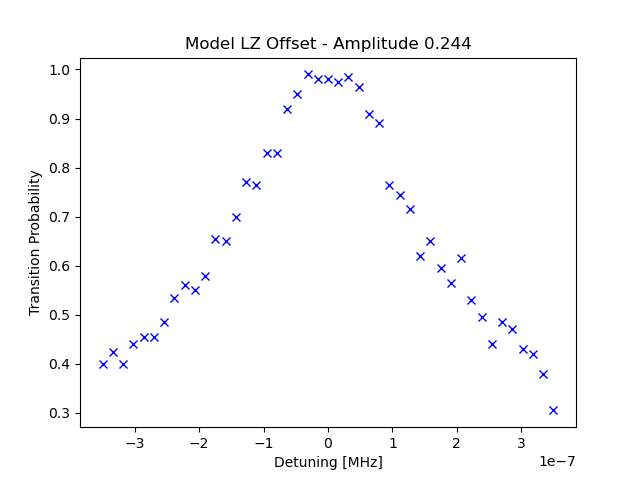 Model LZ Offset - Amplitude 0.244
1.0
0.9
0.8
0.7
0.6
0.5
0.4
0.3
Transition Probability
−3 −2 −1 0 1 2 3
1e−7
Detuning [MHz]